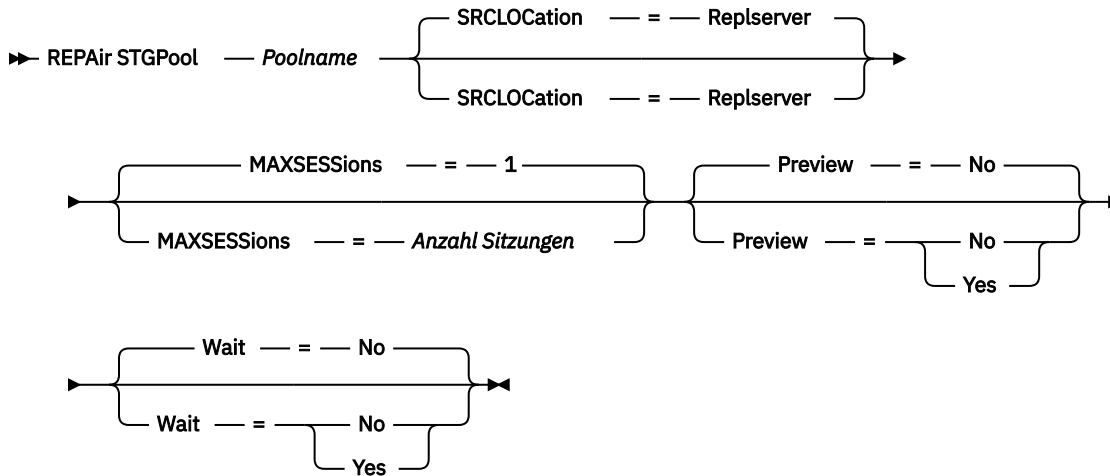 SRCLOCation = Replserver
REPAir STGPool Poolname
SRCLOCation = Replserver
MAXSESSions = 1
MAXSESSions = Anzahl Sitzungen
Preview = No
Preview = No
Yes
Wait = No
Wait = No
Yes